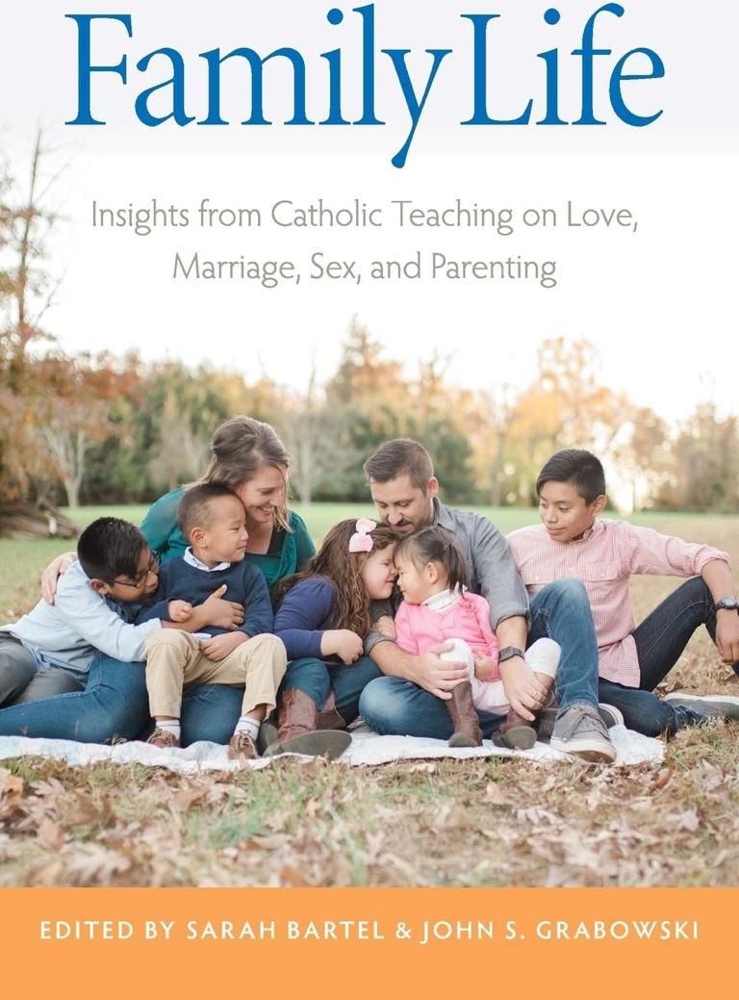 Family Life
Insights from Catholic Teaching on Love,
Marriage, Sex, and Parenting
EDITED BY SARAH BARTEL & JOHN S. GRABOWSKI